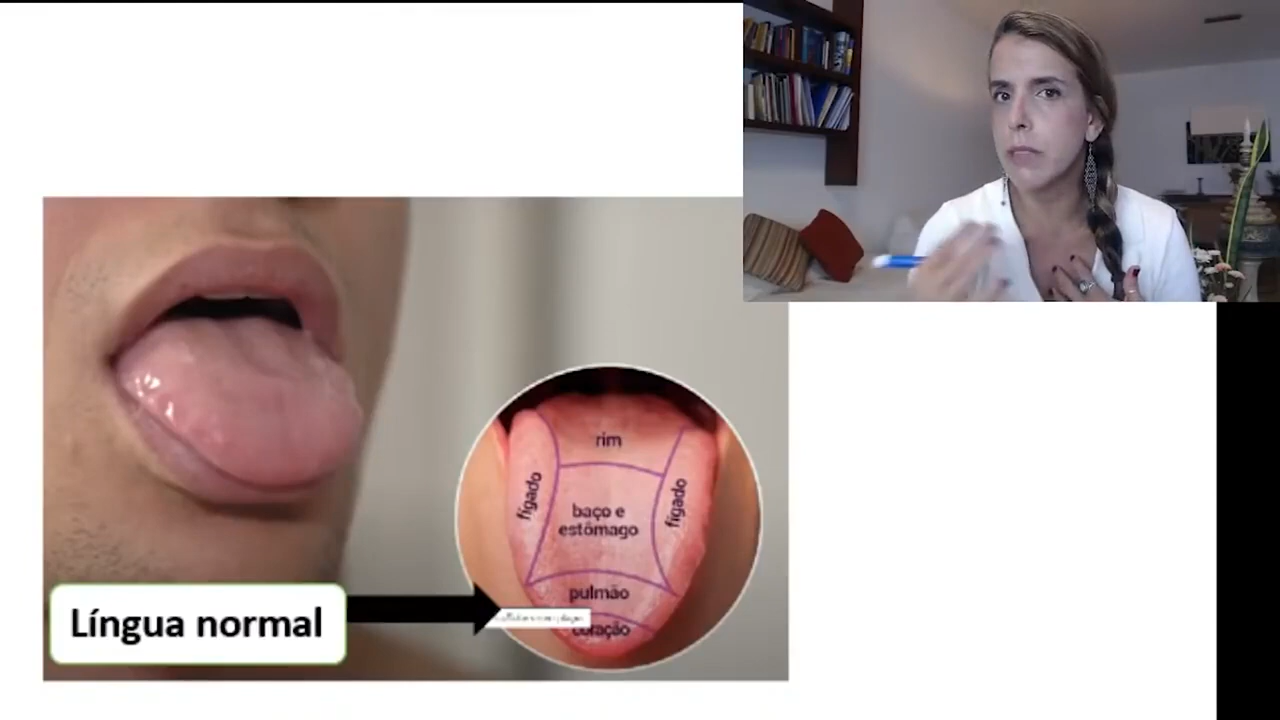 rim
fígado
fígado
baço e
estômago
pulmão
coração
Língua normal